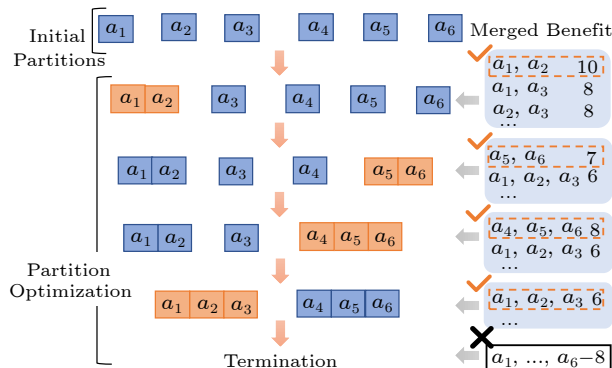 Initial Partitions
a1 a2 a3 a4 a5 a6
Merged Benefit
a1, a2 10
a1, a3 8
a2, a3 8
...
a1 a2 a3 a4 a5 a6
a5, a6 7
a1, a2, a3 6
...
a1 a2 a3 a4 a5 a6
a4, a5, a6 8
a1, a2, a3 6
...
a1 a2 a3 a4 a5 a6
Partition Optimization
a1, a2, a3 6
...
a1 a2 a3 a4 a5 a6
Termination
a1, ..., a6 −8